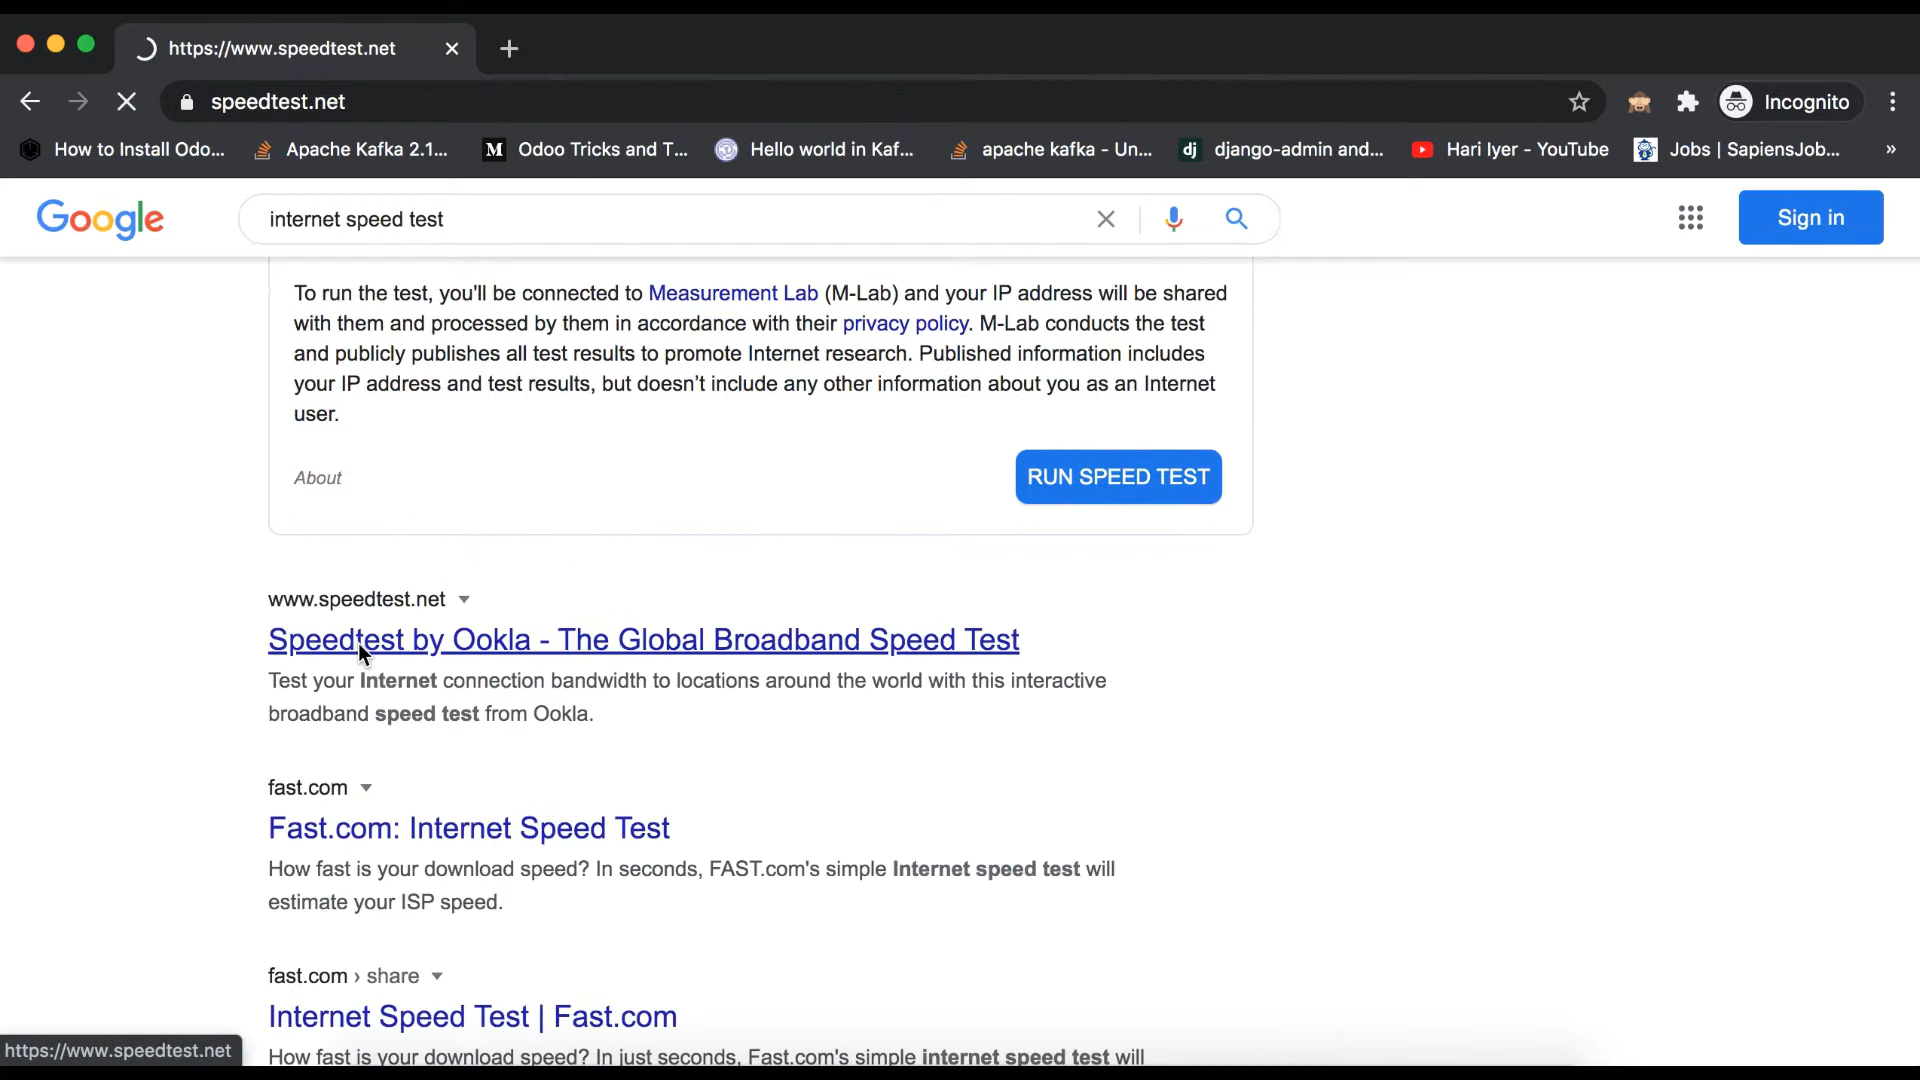 https://www.speedtest.net
speedtest.net
Incognito
How to Install Odo...
Apache Kafka 2.1...
M
Odoo Tricks and T...
Hello world in Kaf...
apache kafka - Un...
dj
django-admin and...
Hari Iyer - YouTube
Jobs | SapiensJob...
»
Google
internet speed test
Sign in
To run the test, you'll be connected to Measurement Lab (M-Lab) and your IP address will be shared
with them and processed by them in accordance with their privacy policy. M-Lab conducts the test
and publicly publishes all test results to promote Internet research. Published information includes
your IP address and test results, but doesn’t include any other information about you as an Internet
user.
About
RUN SPEED TEST
www.speedtest.net
Speedtest by Ookla - The Global Broadband Speed Test
Test your Internet connection bandwidth to locations around the world with this interactive
broadband speed test from Ookla.
fast.com
Fast.com: Internet Speed Test
How fast is your download speed? In seconds, FAST.com's simple Internet speed test will
estimate your ISP speed.
fast.com › share
Internet Speed Test | Fast.com
How fast is your download speed? In just seconds, Fast.com's simple internet speed test will
https://www.speedtest.net